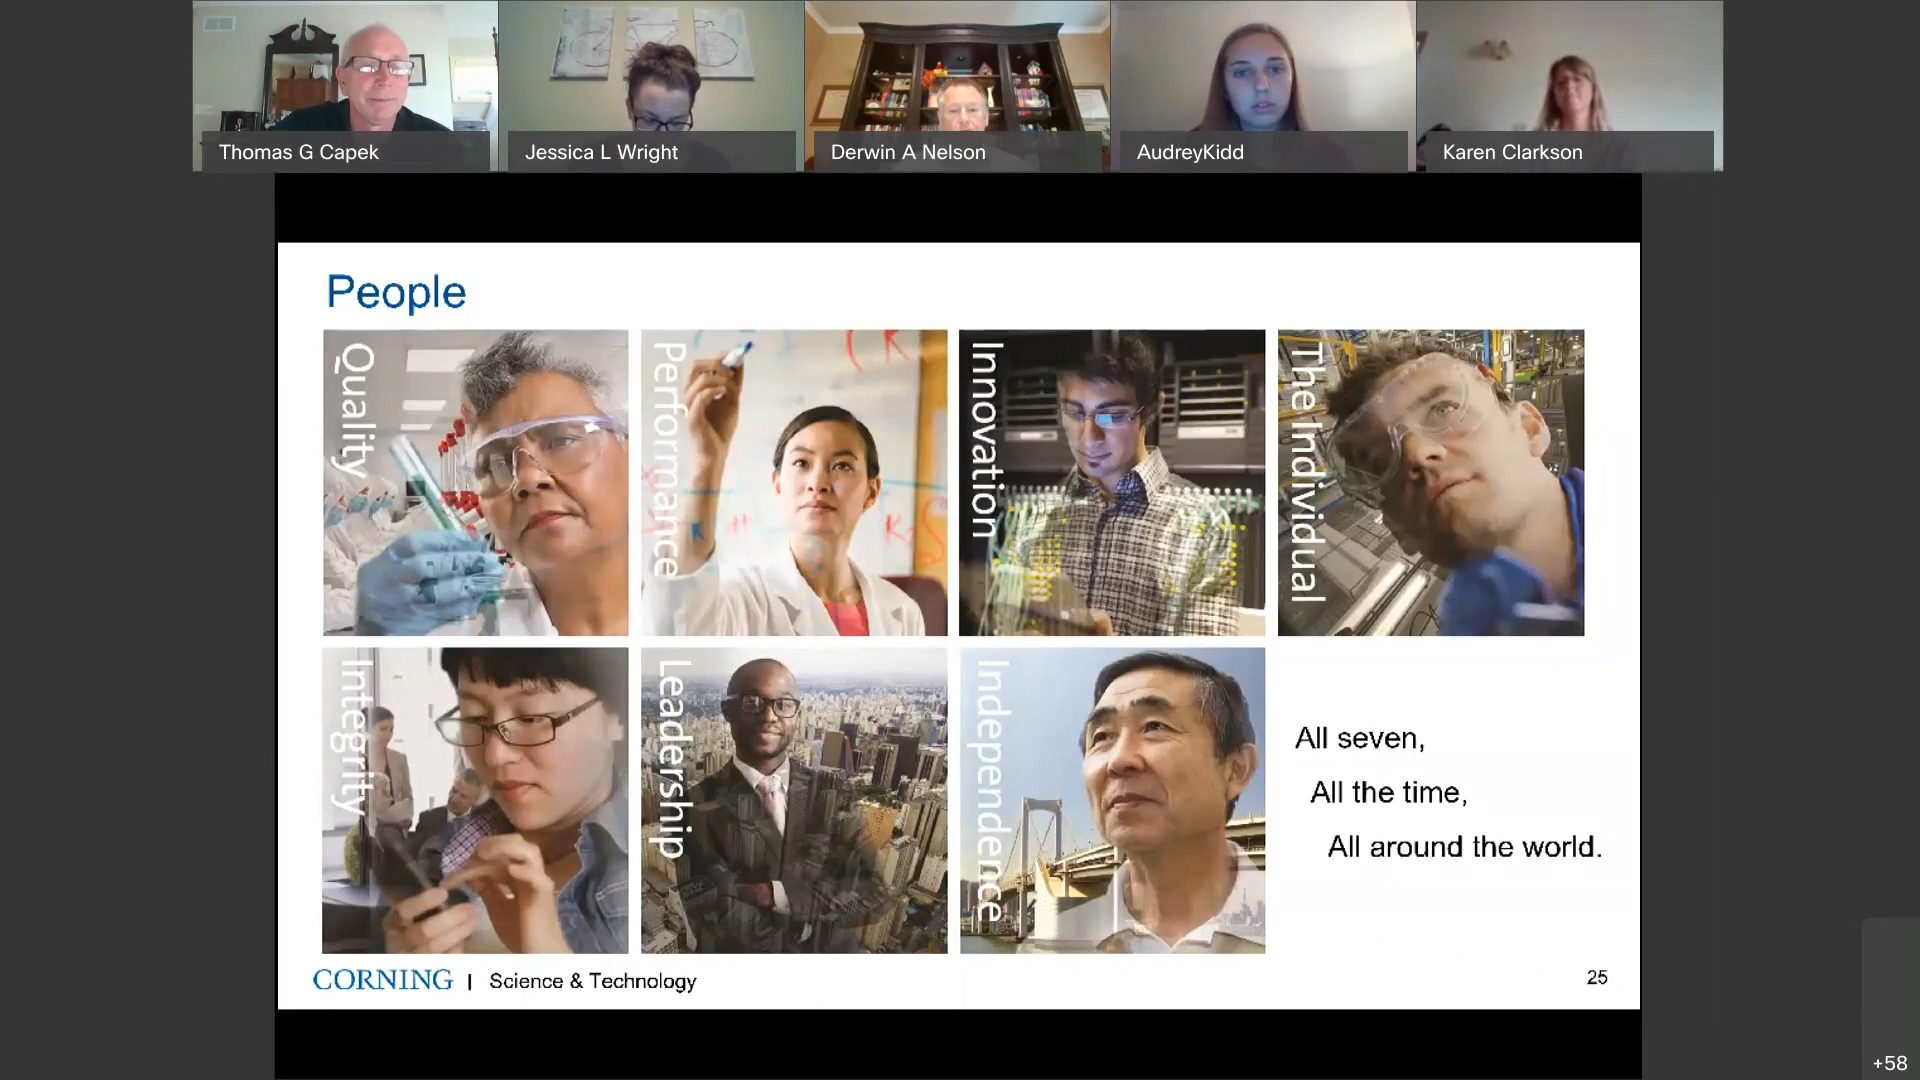 Thomas G Capek
Jessica L Wright
Derwin A Nelson
AudreyKidd
Karen Clarkson
People
Quality
Performance
Innovation
The Individual
Integrity
Leadership
Independence
All seven,
All the time,
All around the world.
CORNING | Science & Technology
25
+58